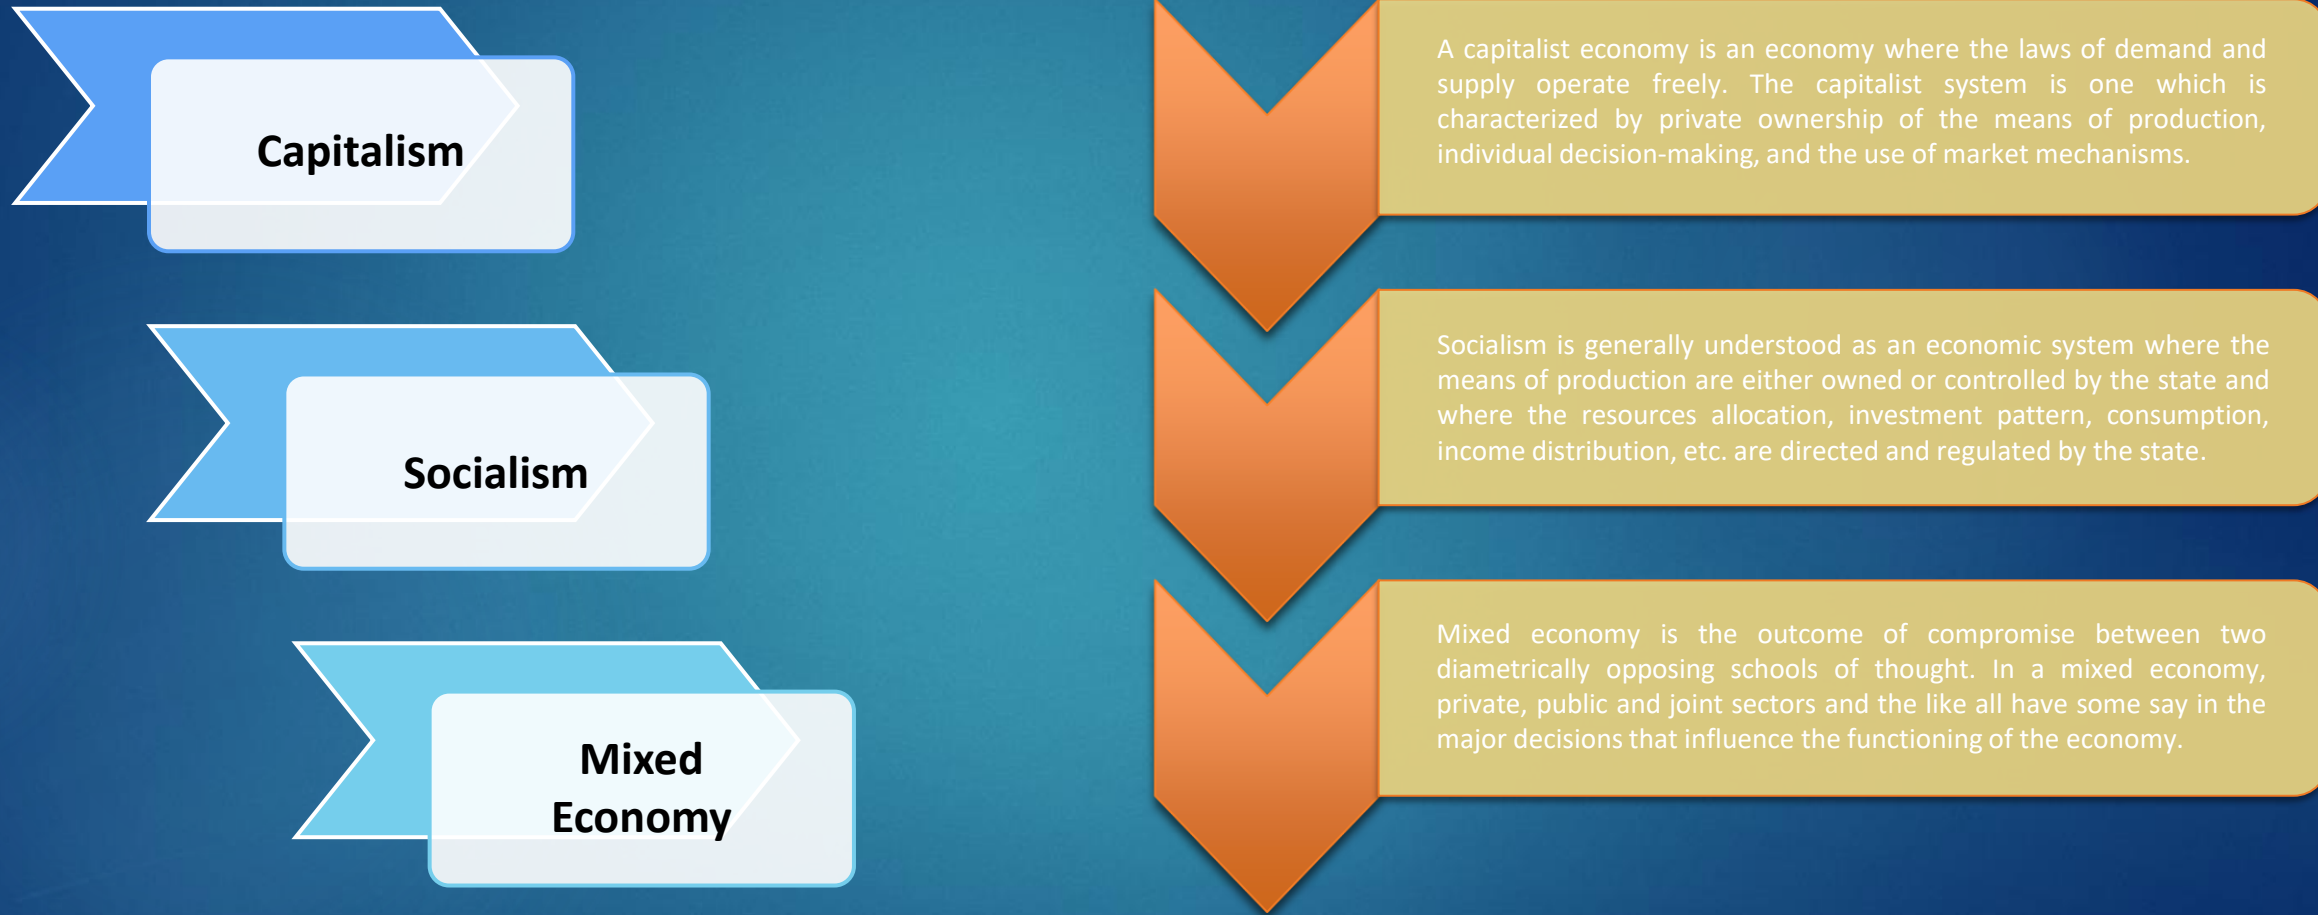 Capitalism
A capitalist economy is an economy where the laws of demand and
supply operate freely. The capitalist system is one which is
characterized by private ownership of the means of production,
individual decision-making, and the use of market mechanisms.
Socialism
Socialism is generally understood as an economic system where the
means of production are either owned or controlled by the state and
where the resources allocation, investment pattern, consumption,
income distribution, etc. are directed and regulated by the state.
Mixed
Economy
Mixed economy is the outcome of compromise between two
diametrically opposing schools of thought. In a mixed economy,
private, public and joint sectors and the like all have some say in the
major decisions that influence the functioning of the economy.